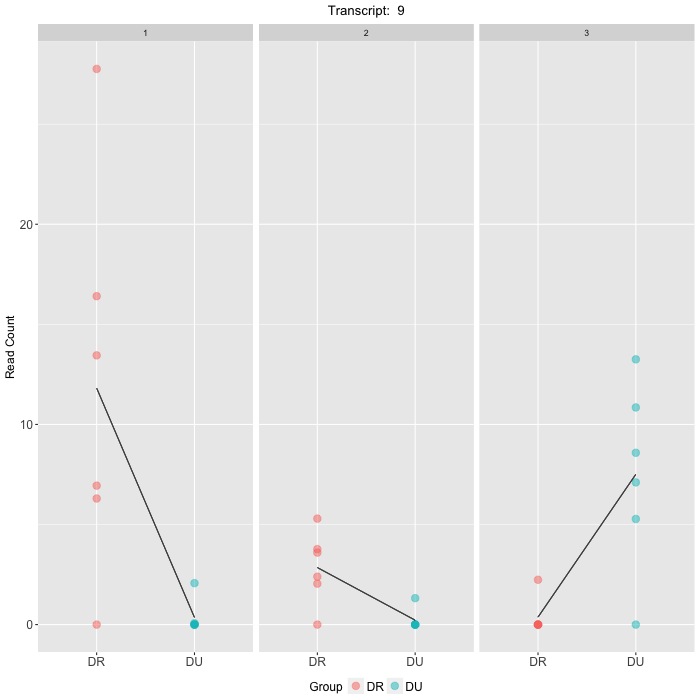 Transcript: 9
1 2 3
Read Count
20
10
0
DR DU DR DU DR DU
Group DR DU